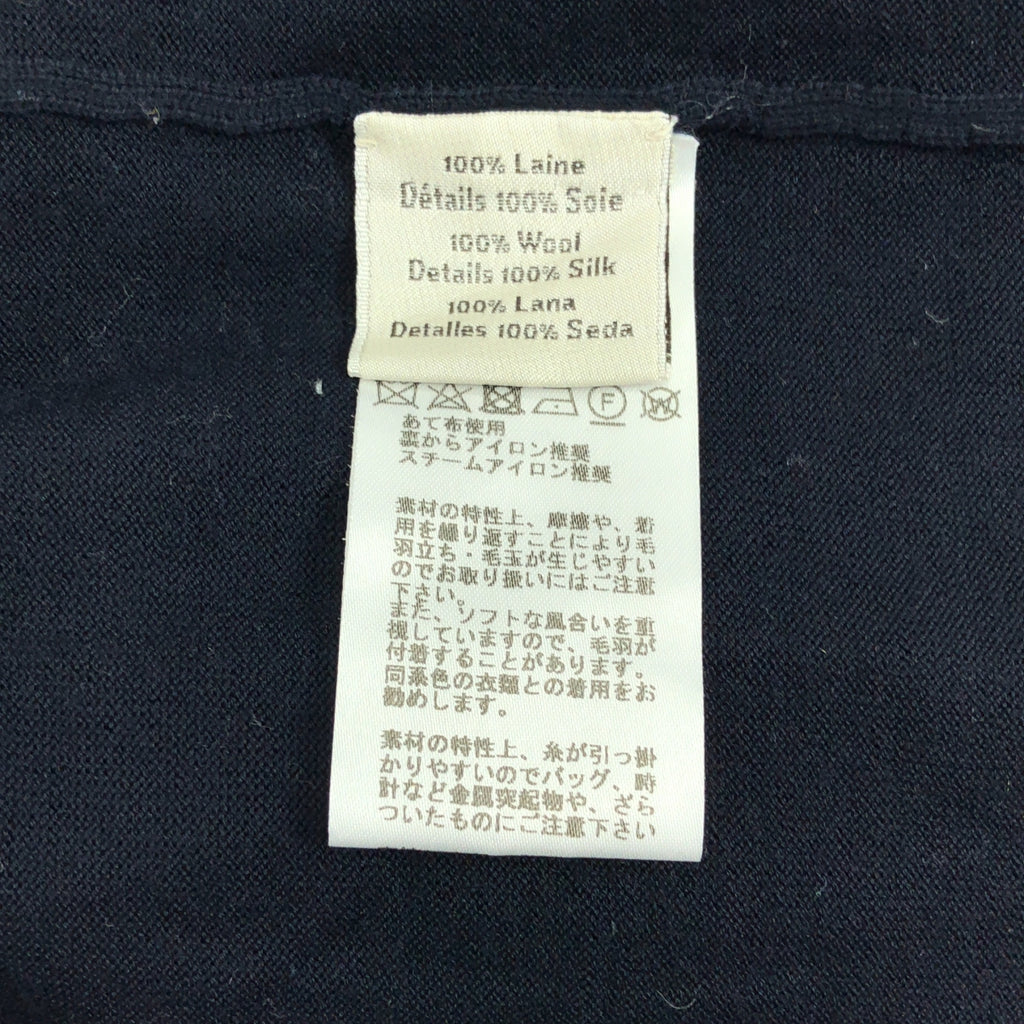 100% Laine
Détails 100% Soie
100% Wool
Details 100% Silk
100% Lana
Detalles 100% Seda
F W
あて布使用
裏からアイロン推奨
スチームアイロン推奨
素材の特性上、摩擦や、着
用を繰り返すことにより毛
羽立ち・毛玉が生じやすい
のでお取り扱いにはご注意
下さい。
また、ソフトな風合いを重
視していますので、毛羽が
付着することがあります。
同系色の衣類との着用をお
勧めします。
素材の特性上、糸が引っ掛
かりやすいのでバッグ、時
計など金属突起物や、ざら
ついたものにご注意下さい